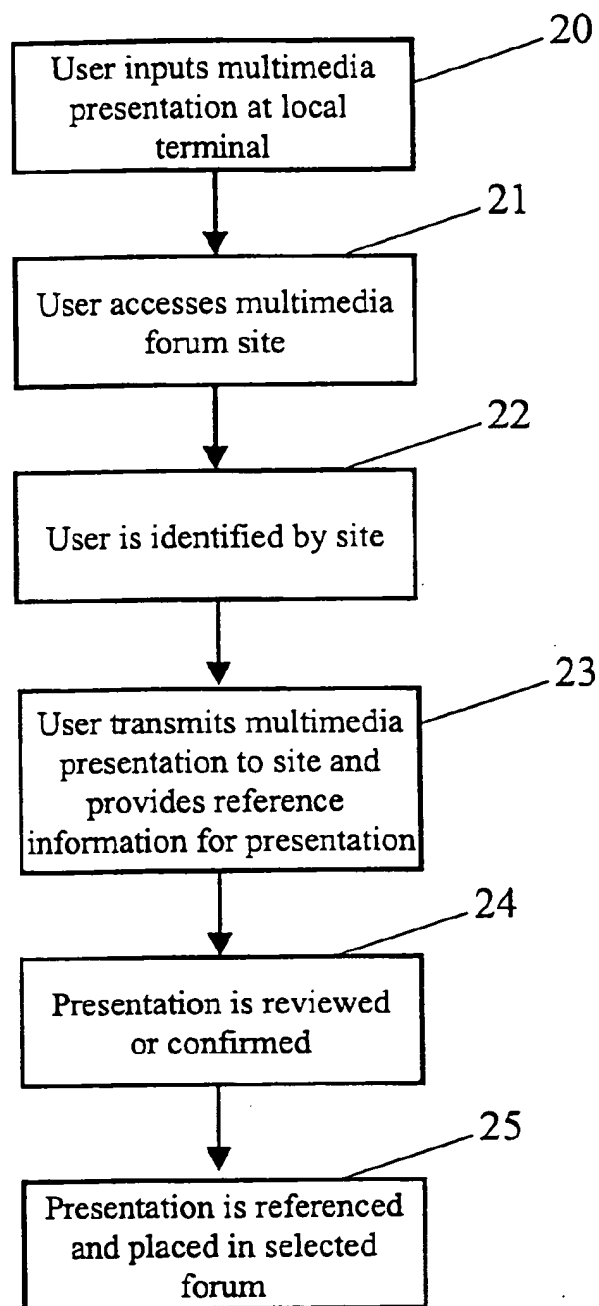 20
User inputs multimedia
presentation at local
terminal
21
User accesses multimedia
forum site
22
User is identified by site
23
User transmits multimedia
presentation to site and
provides reference
information for presentation
24
Presentation is reviewed
or confirmed
25
Presentation is referenced
and placed in selected
forum